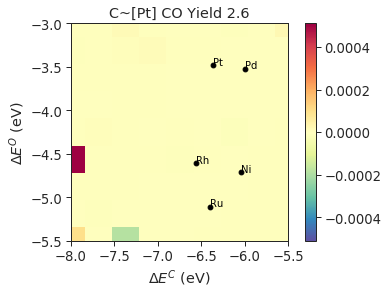 C~[Pt] CO Yield 2.6
−3.0
−3.5
−4.0
−4.5
−5.0
−5.5
ΔE^O (eV)
Pt
Pd
Rh
Ni
Ru
−8.0 −7.5 −7.0 −6.5 −6.0 −5.5
ΔE^C (eV)
0.0004
0.0002
0.0000
−0.0002
−0.0004